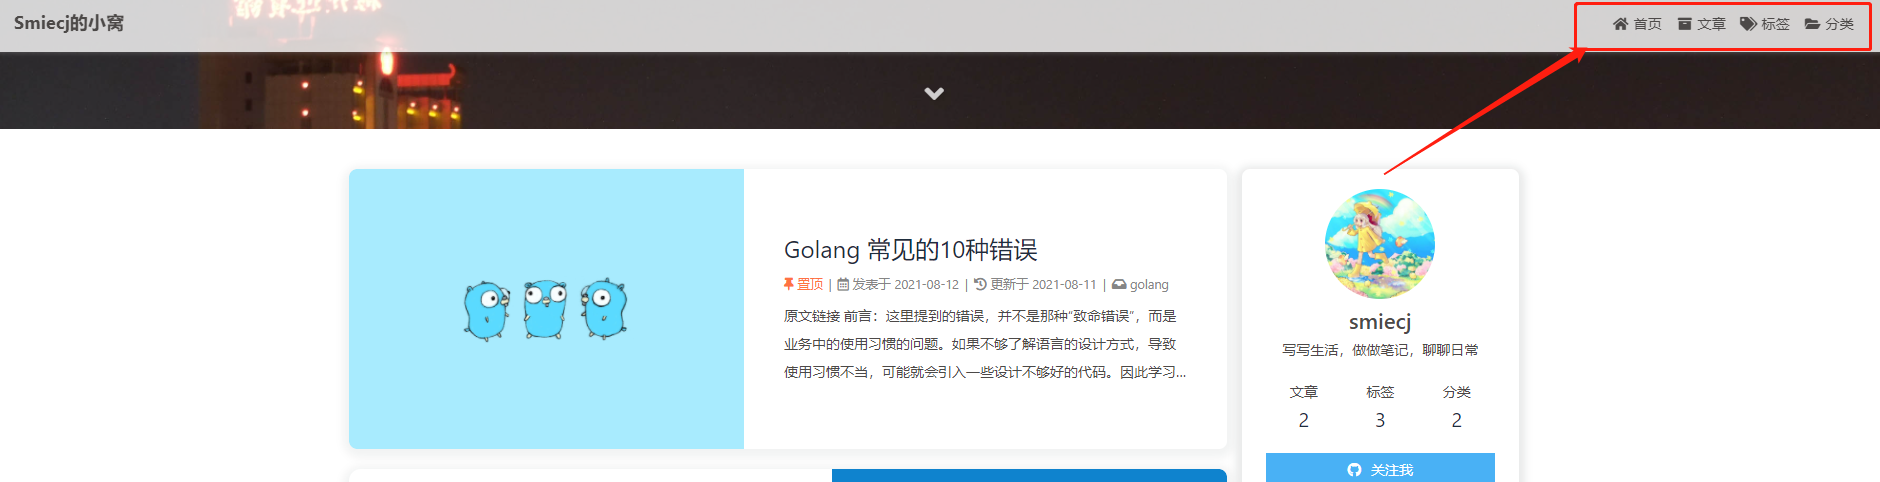 Smiecj的小窝
首页 文章 标签 分类
Golang 常见的10种错误
置顶 | 发表于 2021-08-12 | 更新于 2021-08-11 | golang
原文链接 前言：这里提到的错误，并不是那种“致命错误”，而是
业务中的使用习惯的问题。如果不够了解语言的设计方式，导致
使用习惯不当，可能就会引入一些设计不够好的代码。因此学习...
smiecj
写写生活，做做笔记，聊聊日常
文章 标签 分类
2 3 2
关注我